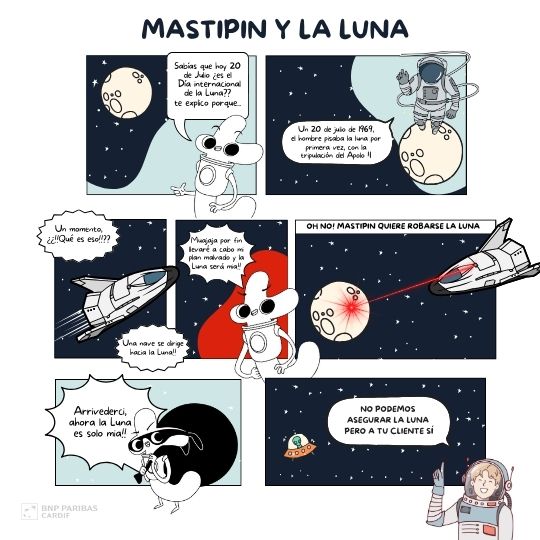 MASTIPIN Y LA LUNA
Sabías que hoy 20
de Julio ¿es el
Día internacional
de la Luna??
te explico porque...
Un 20 de julio de 1969,
el hombre pisaba la luna por
primera vez, con la
tripulación del Apolo 11
Un momento,
¿¿!!Qué es eso!!??
Una nave se dirige
hacia la Luna!!
Muajaja por fin
llevaré a cabo mi
plan malvado y la
Luna será mia!!
OH NO! MASTIPIN QUIERE ROBARSE LA LUNA
Arrivederci,
ahora la Luna
es solo mia!!
NO PODEMOS
ASEGURAR LA LUNA
PERO A TU CLIENTE SÍ
BNP PARIBAS
CARDIF